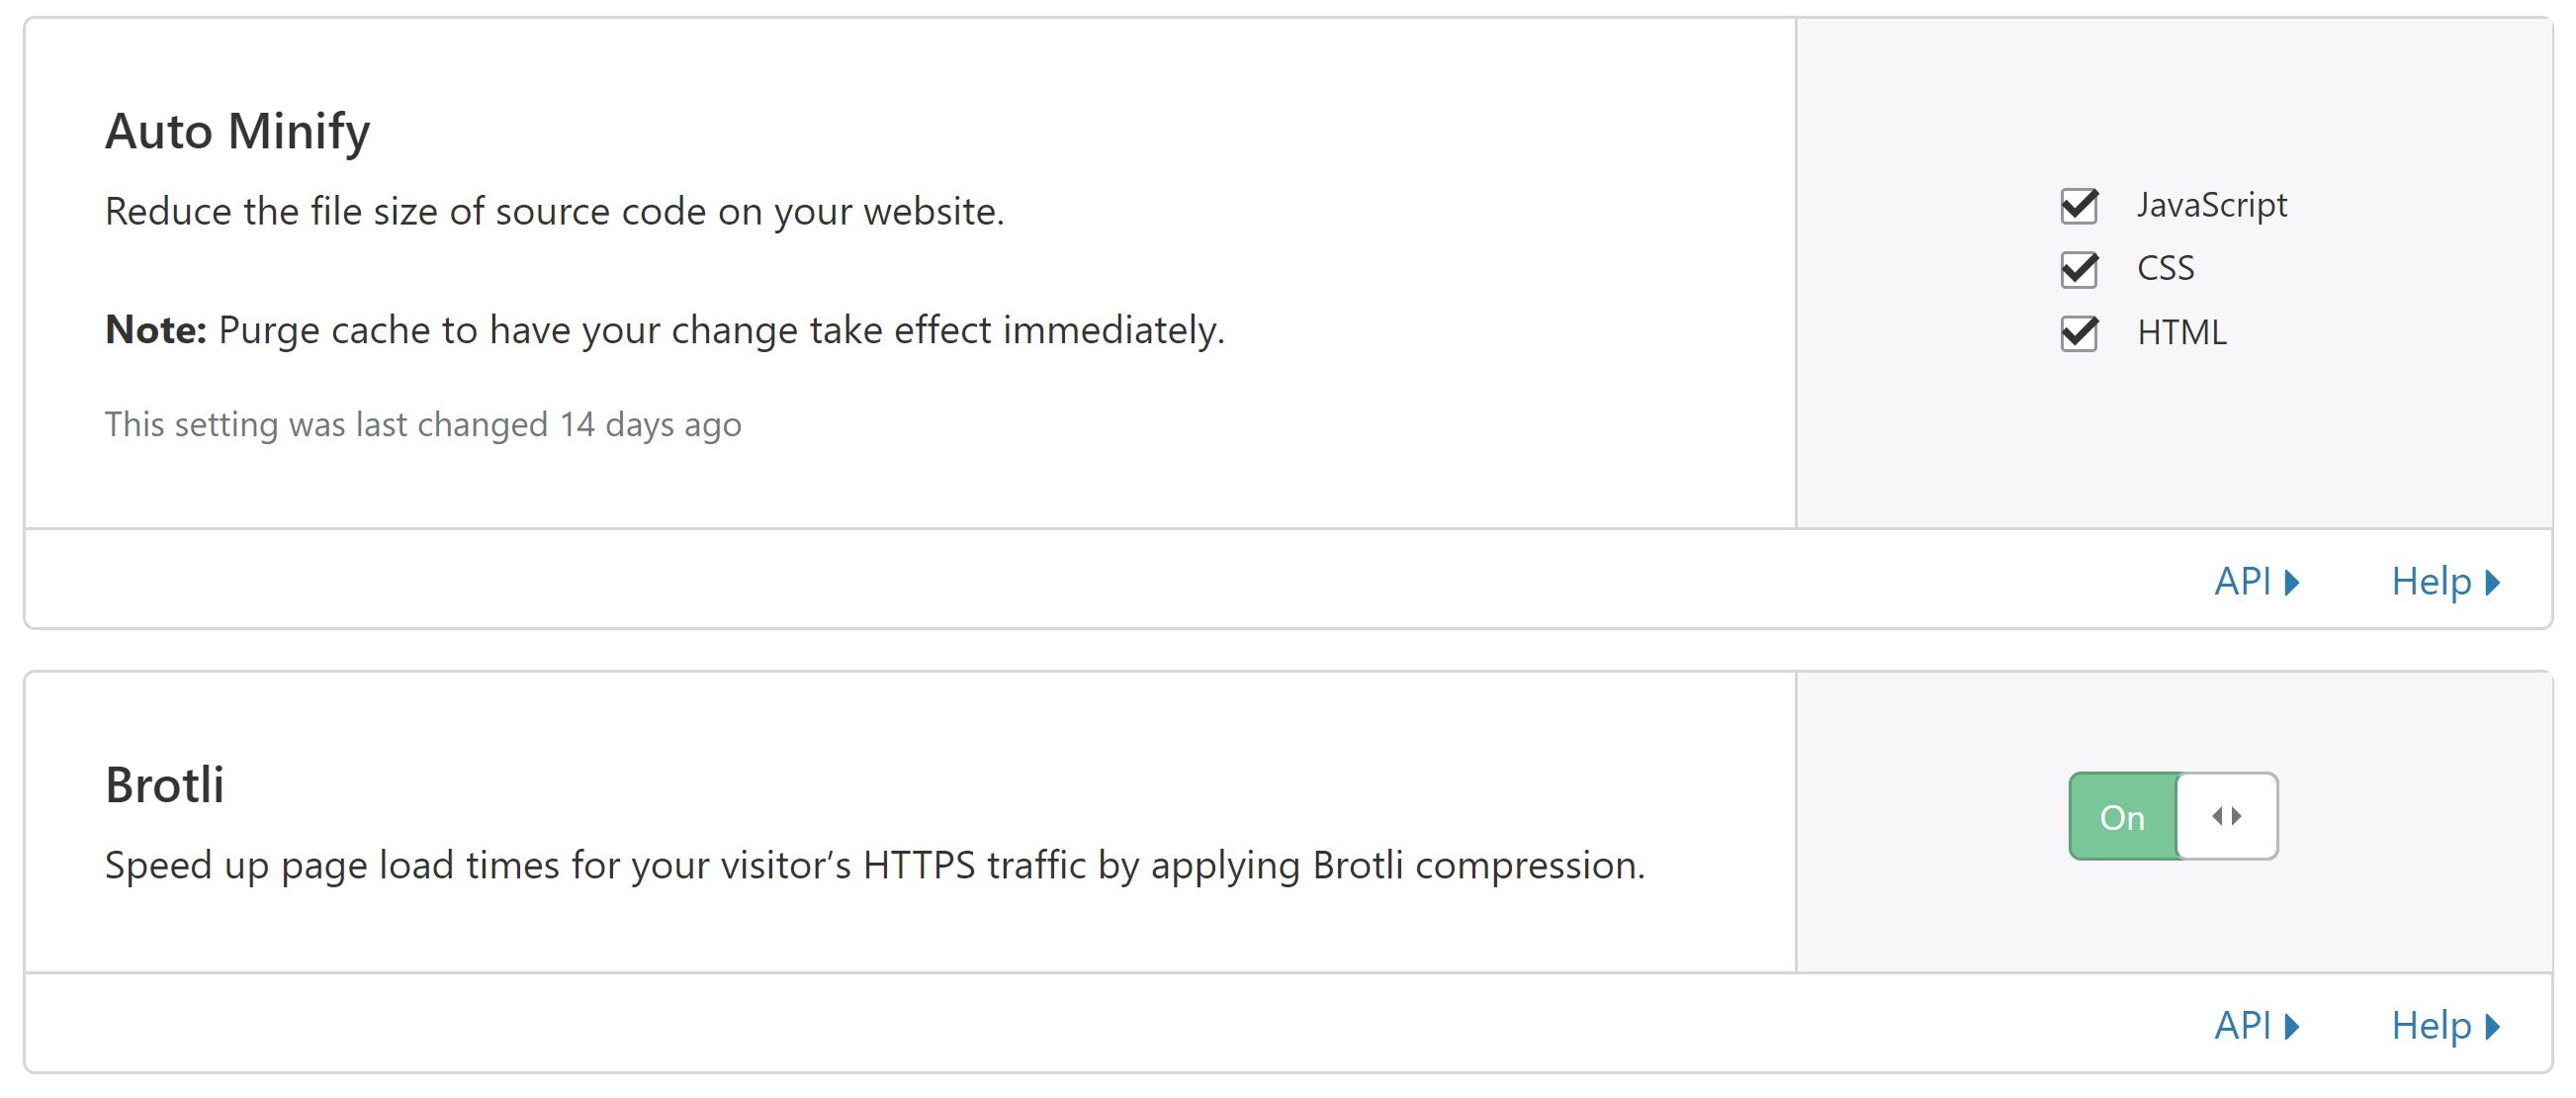 Auto Minify
Reduce the file size of source code on your website.
Note: Purge cache to have your change take effect immediately.
This setting was last changed 14 days ago
JavaScript
CSS
HTML
API
Help
Brotli
Speed up page load times for your visitor’s HTTPS traffic by applying Brotli compression.
On
API
Help